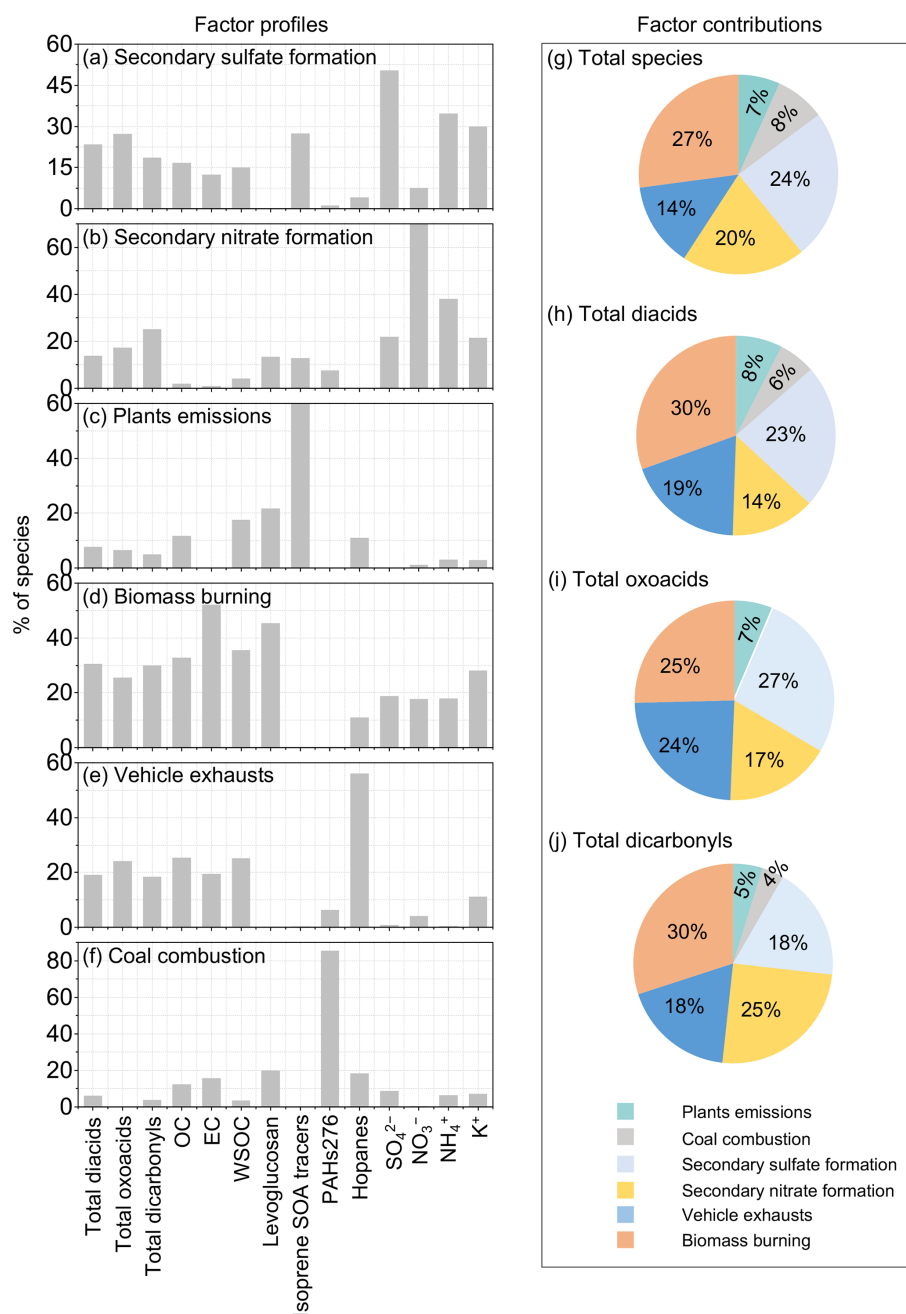 Factor profiles
% of species
60
(a) Secondary sulfate formation
45
30
15
0
(b) Secondary nitrate formation
60
40
20
0
60
(c) Plants emissions
40
20
0
60
(d) Biomass burning
40
20
0
60
(e) Vehicle exhausts
40
20
0
(f) Coal combustion
80
60
40
20
0
Total diacids
Total oxoacids
Total dicarbonyls
OC
EC
WSOC
Levoglucosan
soprene SOA tracers
PAHs276
Hopanes
SO₄²⁻
NO₃⁻
NH₄⁺
K⁺
Factor contributions
(g) Total species
7%
8%
24%
20%
14%
27%
(h) Total diacids
8%
6%
23%
14%
19%
30%
(i) Total oxoacids
7%
27%
17%
24%
25%
(j) Total dicarbonyls
5%
4%
18%
25%
18%
30%
Plants emissions
Coal combustion
Secondary sulfate formation
Secondary nitrate formation
Vehicle exhausts
Biomass burning